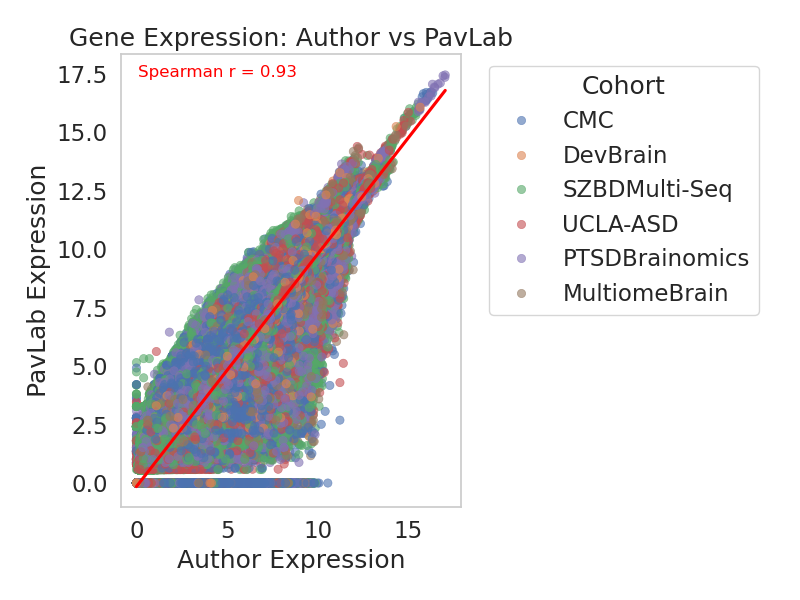 Gene Expression: Author vs PavLab
Spearman r = 0.93
17.5
15.0
12.5
10.0
7.5
5.0
2.5
0.0
PavLab Expression
0 5 10 15
Author Expression
Cohort
CMC
DevBrain
SZBDMulti-Seq
UCLA-ASD
PTSDBrainomics
MultiomeBrain